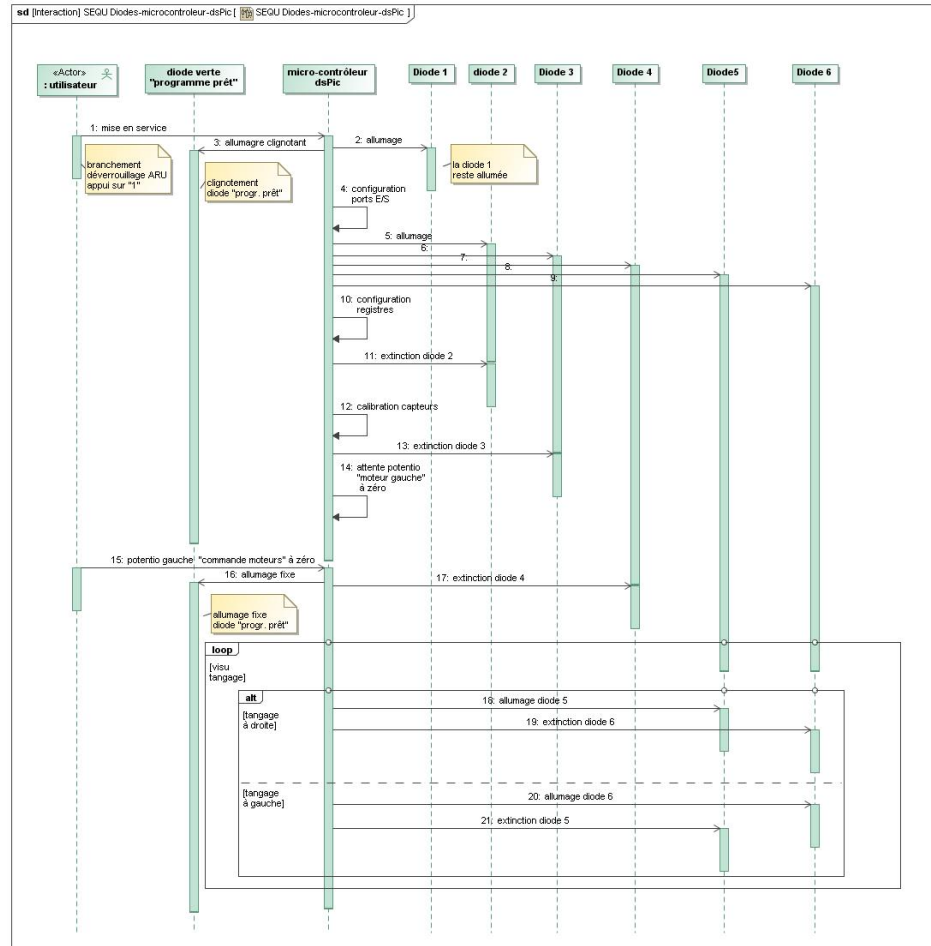 sd [Interaction] SEQU Diodes-microcontroleur-dsPic [ SEQU Diodes-microcontroleur-dsPic ]
«Actor»
: utilisateur
diode verte
"programme prêt"
micro-contrôleur
dsPic
Diode 1
diode 2
Diode 3
Diode 4
Diode5
Diode 6
1: mise en service
3: allumagre clignotant
2: allumage
branchement
déverrouillage ARU
appui sur "1"
clignotement
diode "progr. prêt"
la diode 1
reste allumée
4: configuration
ports E/S
5: allumage
6:
7:
8:
9:
10: configuration
registres
11: extinction diode 2
12: calibration capteurs
13: extinction diode 3
14: attente potentio
"moteur gauche"
à zéro
15: potentio gauche "commande moteurs" à zéro
16: allumage fixe
17: extinction diode 4
allumage fixe
diode "progr. prêt"
loop
[visu
tangage]
alt
[tangage
à droite]
18: allumage diode 5
19: extinction diode 6
[tangage
à gauche]
20: allumage diode 6
21: extinction diode 5